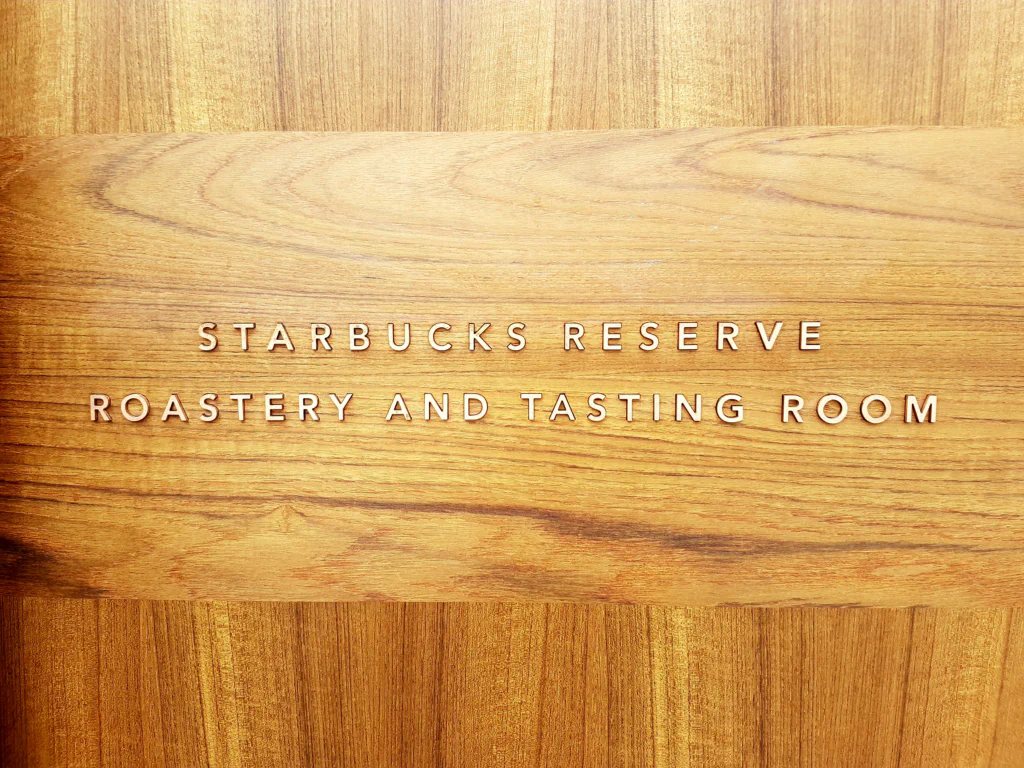 STARBUCKS RESERVE
ROASTERY AND TASTING ROOM